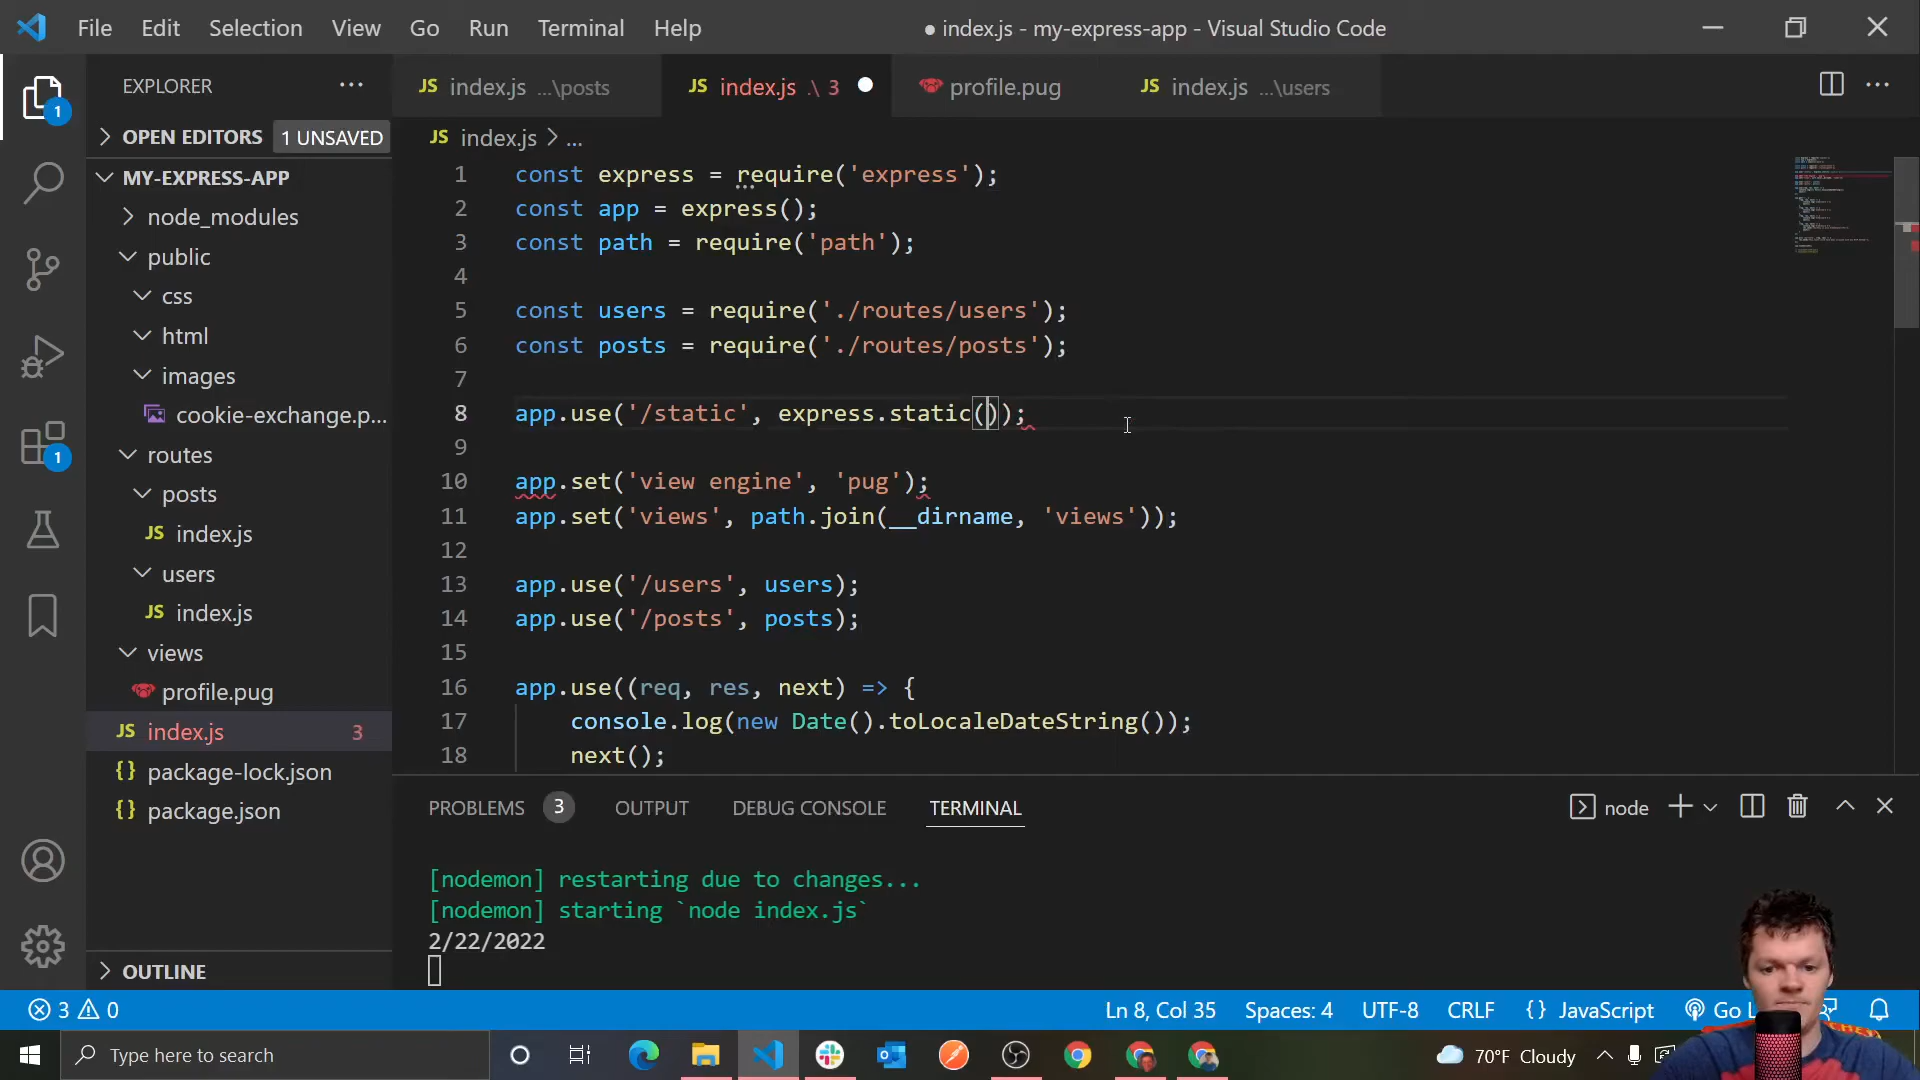 File Edit Selection View Go Run Terminal Help
● index.js - my-express-app - Visual Studio Code
EXPLORER
JS index.js ...\posts
JS index.js .\ 3
profile.pug
JS index.js ...\users
OPEN EDITORS 1 UNSAVED
MY-EXPRESS-APP
node_modules
public
css
html
images
cookie-exchange.p...
routes
posts
JS index.js
users
JS index.js
views
profile.pug
JS index.js 3
{} package-lock.json
{} package.json
OUTLINE
1
1
JS index.js > ...
1 const express = require('express');
2 const app = express();
3 const path = require('path');
4
5 const users = require('./routes/users');
6 const posts = require('./routes/posts');
7
8 app.use('/static', express.static());
9
10 app.set('view engine', 'pug');
11 app.set('views', path.join(__dirname, 'views'));
12
13 app.use('/users', users);
14 app.use('/posts', posts);
15
16 app.use((req, res, next) => {
17 console.log(new Date().toLocaleDateString());
18 next();
PROBLEMS 3 OUTPUT DEBUG CONSOLE TERMINAL
node
[nodemon] restarting due to changes...
[nodemon] starting `node index.js`
2/22/2022
3 0
Ln 8, Col 35 Spaces: 4 UTF-8 CRLF {} JavaScript Go
Type here to search
70°F Cloudy